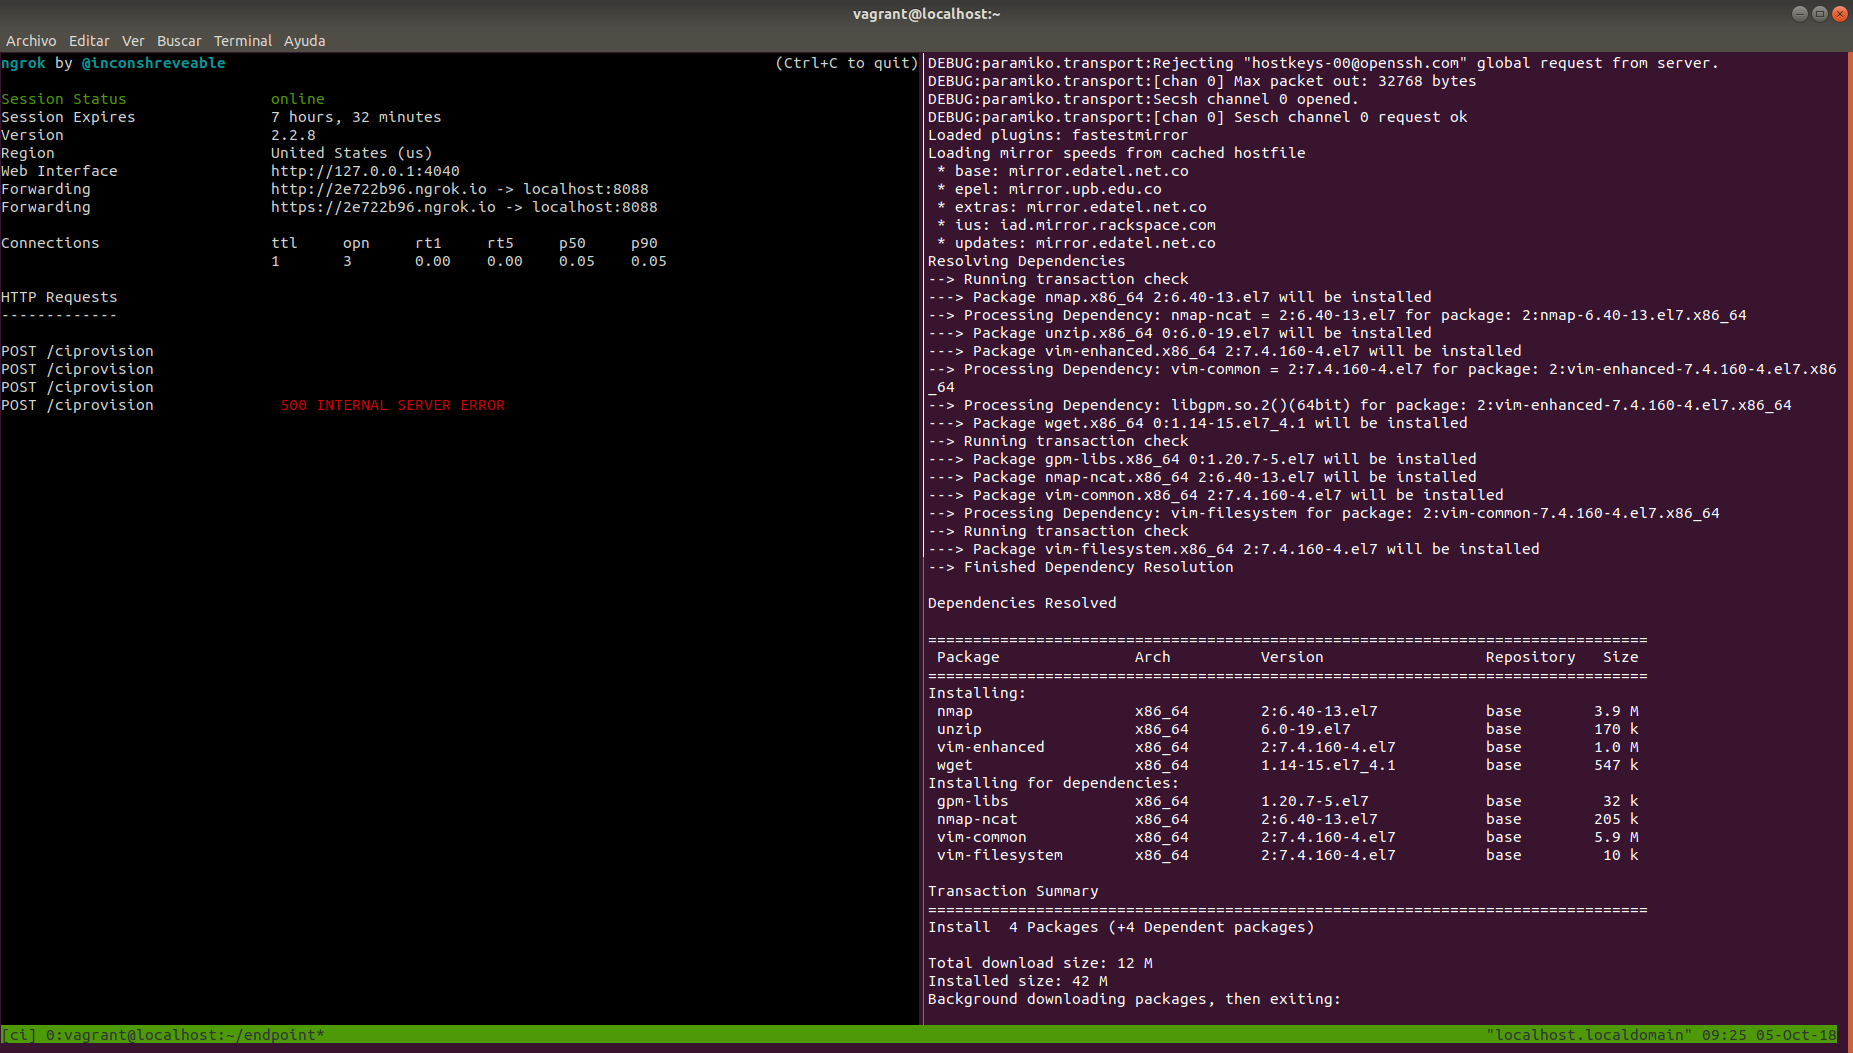 vagrant@localhost:~
Archivo Editar Ver Buscar Terminal Ayuda
ngrok by @inconshreveable (Ctrl+C to quit)
Session Status online
Session Expires 7 hours, 32 minutes
Version 2.2.8
Region United States (us)
Web Interface http://127.0.0.1:4040
Forwarding http://2e722b96.ngrok.io -> localhost:8088
Forwarding https://2e722b96.ngrok.io -> localhost:8088
Connections ttl opn rt1 rt5 p50 p90
1 3 0.00 0.00 0.05 0.05
HTTP Requests
-------------
POST /ciprovision
POST /ciprovision
POST /ciprovision
POST /ciprovision 500 INTERNAL SERVER ERROR
DEBUG:paramiko.transport:Rejecting "hostkeys-00@openssh.com" global request from server.
DEBUG:paramiko.transport:[chan 0] Max packet out: 32768 bytes
DEBUG:paramiko.transport:Secsh channel 0 opened.
DEBUG:paramiko.transport:[chan 0] Sesch channel 0 request ok
Loaded plugins: fastestmirror
Loading mirror speeds from cached hostfile
* base: mirror.edatel.net.co
* epel: mirror.upb.edu.co
* extras: mirror.edatel.net.co
* ius: iad.mirror.rackspace.com
* updates: mirror.edatel.net.co
Resolving Dependencies
--> Running transaction check
---> Package nmap.x86_64 2:6.40-13.el7 will be installed
--> Processing Dependency: nmap-ncat = 2:6.40-13.el7 for package: 2:nmap-6.40-13.el7.x86_64
---> Package unzip.x86_64 0:6.0-19.el7 will be installed
---> Package vim-enhanced.x86_64 2:7.4.160-4.el7 will be installed
--> Processing Dependency: vim-common = 2:7.4.160-4.el7 for package: 2:vim-enhanced-7.4.160-4.el7.x86
_64
--> Processing Dependency: libgpm.so.2()(64bit) for package: 2:vim-enhanced-7.4.160-4.el7.x86_64
---> Package wget.x86_64 0:1.14-15.el7_4.1 will be installed
--> Running transaction check
---> Package gpm-libs.x86_64 0:1.20.7-5.el7 will be installed
---> Package nmap-ncat.x86_64 2:6.40-13.el7 will be installed
---> Package vim-common.x86_64 2:7.4.160-4.el7 will be installed
--> Processing Dependency: vim-filesystem for package: 2:vim-common-7.4.160-4.el7.x86_64
--> Running transaction check
---> Package vim-filesystem.x86_64 2:7.4.160-4.el7 will be installed
--> Finished Dependency Resolution
Dependencies Resolved
================================================================================
Package Arch Version Repository Size
================================================================================
Installing:
nmap x86_64 2:6.40-13.el7 base 3.9 M
unzip x86_64 6.0-19.el7 base 170 k
vim-enhanced x86_64 2:7.4.160-4.el7 base 1.0 M
wget x86_64 1.14-15.el7_4.1 base 547 k
Installing for dependencies:
gpm-libs x86_64 1.20.7-5.el7 base 32 k
nmap-ncat x86_64 2:6.40-13.el7 base 205 k
vim-common x86_64 2:7.4.160-4.el7 base 5.9 M
vim-filesystem x86_64 2:7.4.160-4.el7 base 10 k
Transaction Summary
================================================================================
Install 4 Packages (+4 Dependent packages)
Total download size: 12 M
Installed size: 42 M
Background downloading packages, then exiting:
[ci] 0:vagrant@localhost:~/endpoint* "localhost.localdomain" 09:25 05-Oct-18